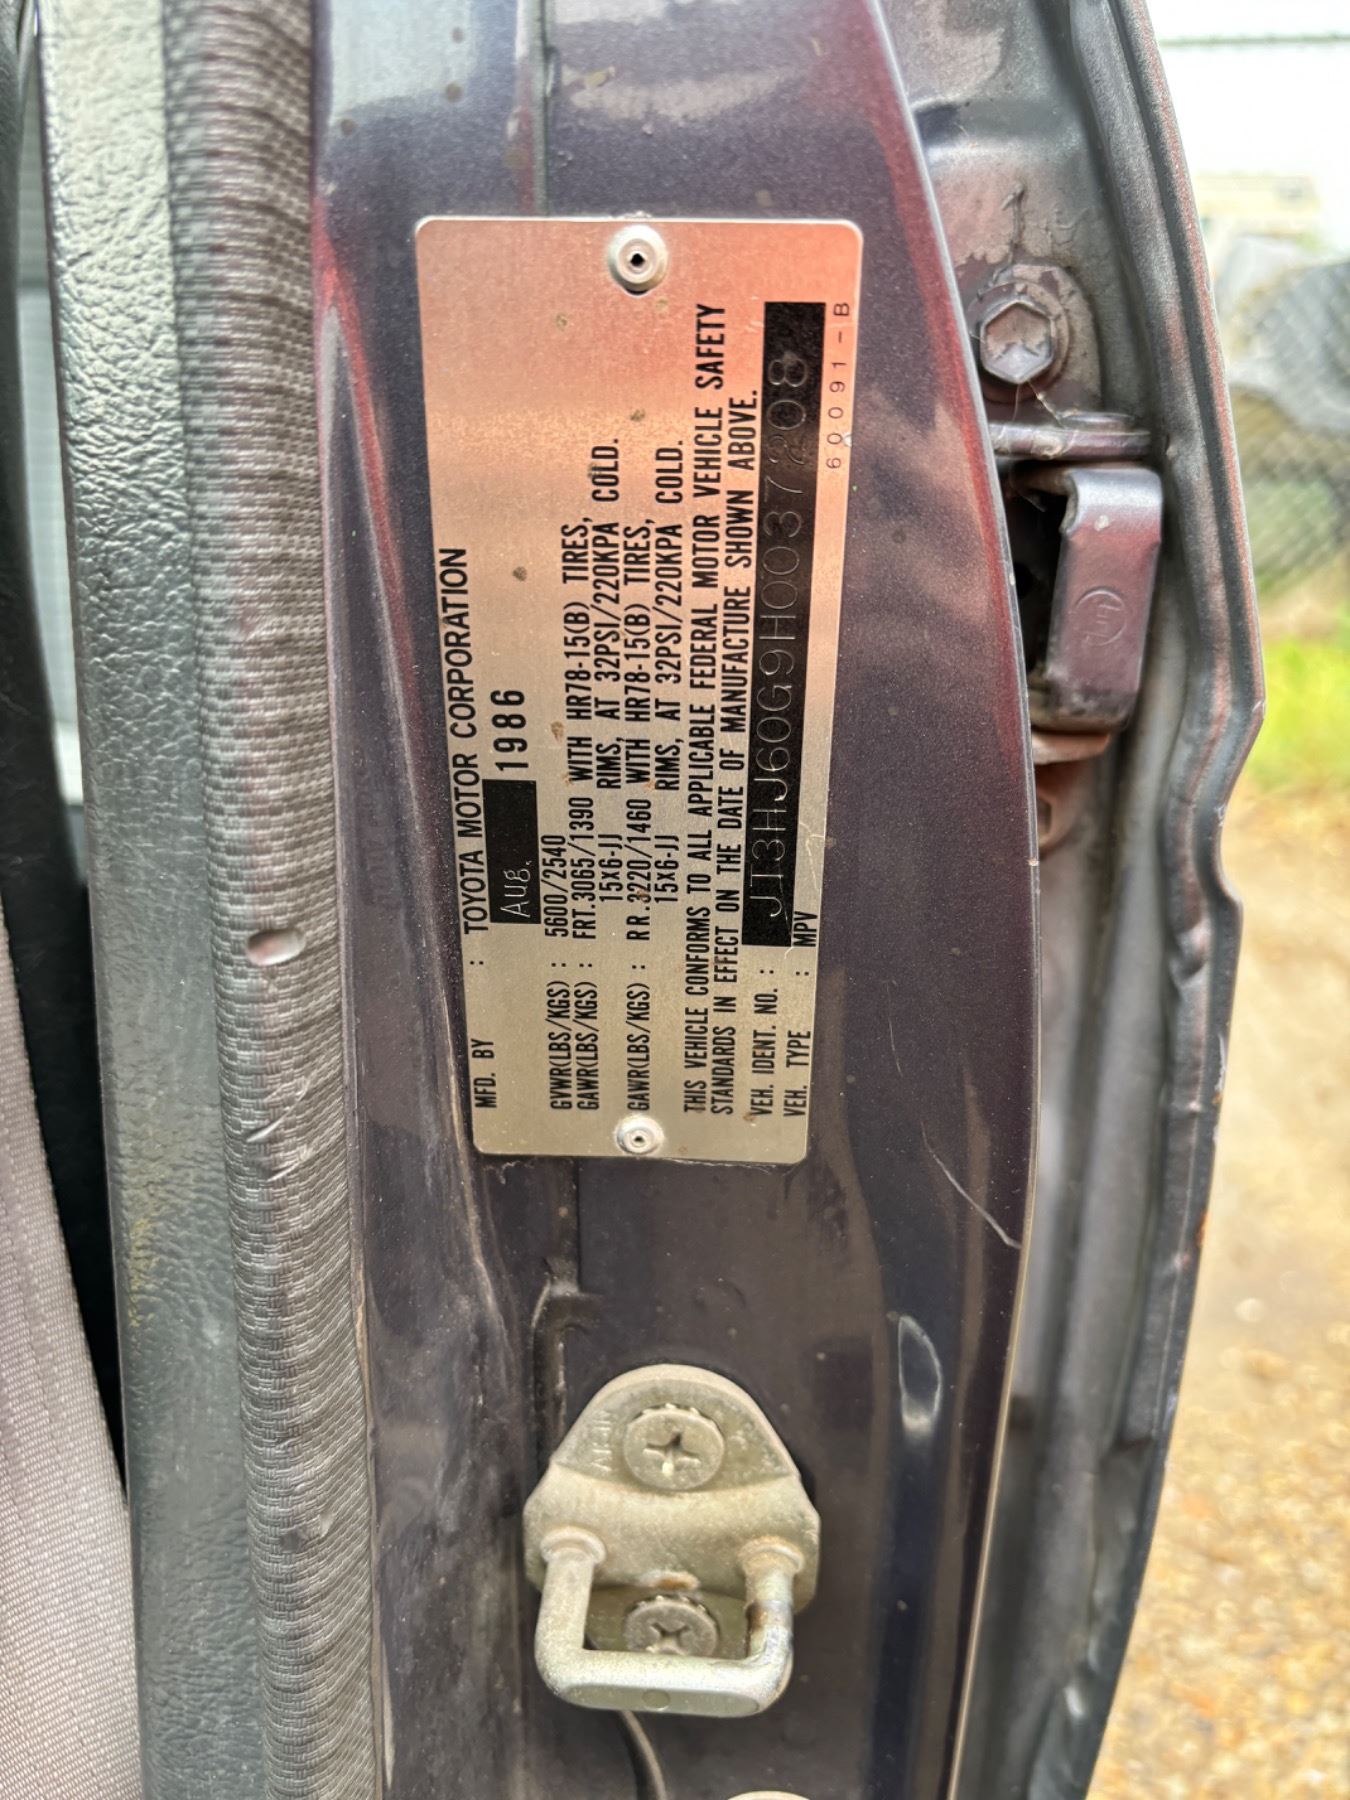 MFD. BY : TOYOTA MOTOR CORPORATION
Aug. 1986
GVWR(LBS/KGS) : 5600/2540
GAWR(LBS/KGS) : FRT.3065/1390 WITH HR78-15(B) TIRES,
15X6-JJ RIMS, AT 32PSI/220KPA COLD.
GAWR(LBS/KGS) : RR.3220/1460 WITH HR78-15(B) TIRES,
15X6-JJ RIMS, AT 32PSI/220KPA COLD.
THIS VEHICLE CONFORMS TO ALL APPLICABLE FEDERAL MOTOR VEHICLE SAFETY
STANDARDS IN EFFECT ON THE DATE OF MANUFACTURE SHOWN ABOVE.
VEH. IDENT. NO. : JT3HJ60G9H0037208
VEH. TYPE : MPV
60091-B